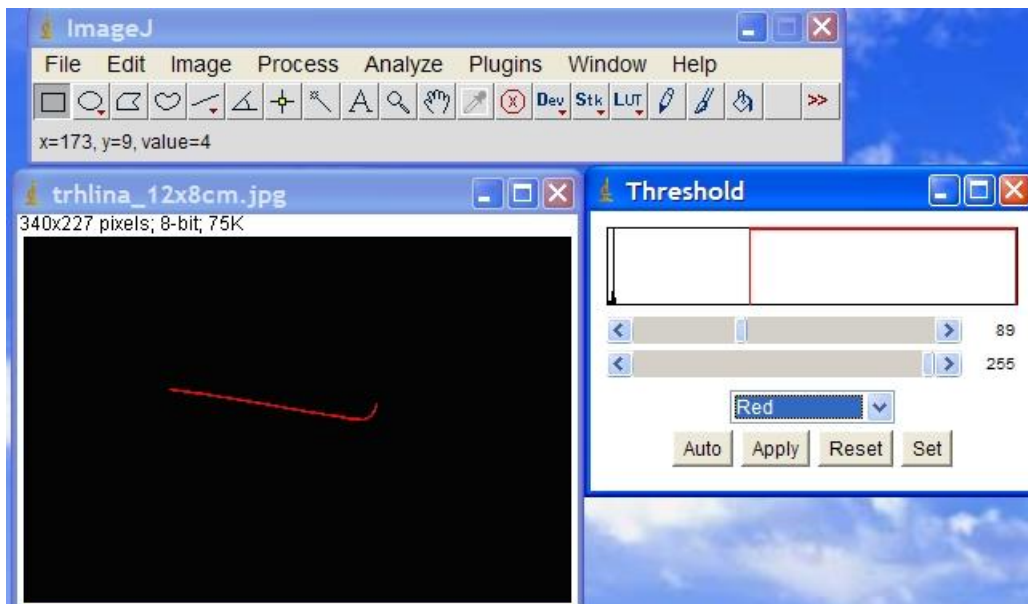 ImageJ
File Edit Image Process Analyze Plugins Window Help
A Dev Stk LUT >>
x=173, y=9, value=4
trhlina_12x8cm.jpg
340x227 pixels; 8-bit; 75K
Threshold
89
255
Red
Auto Apply Reset Set